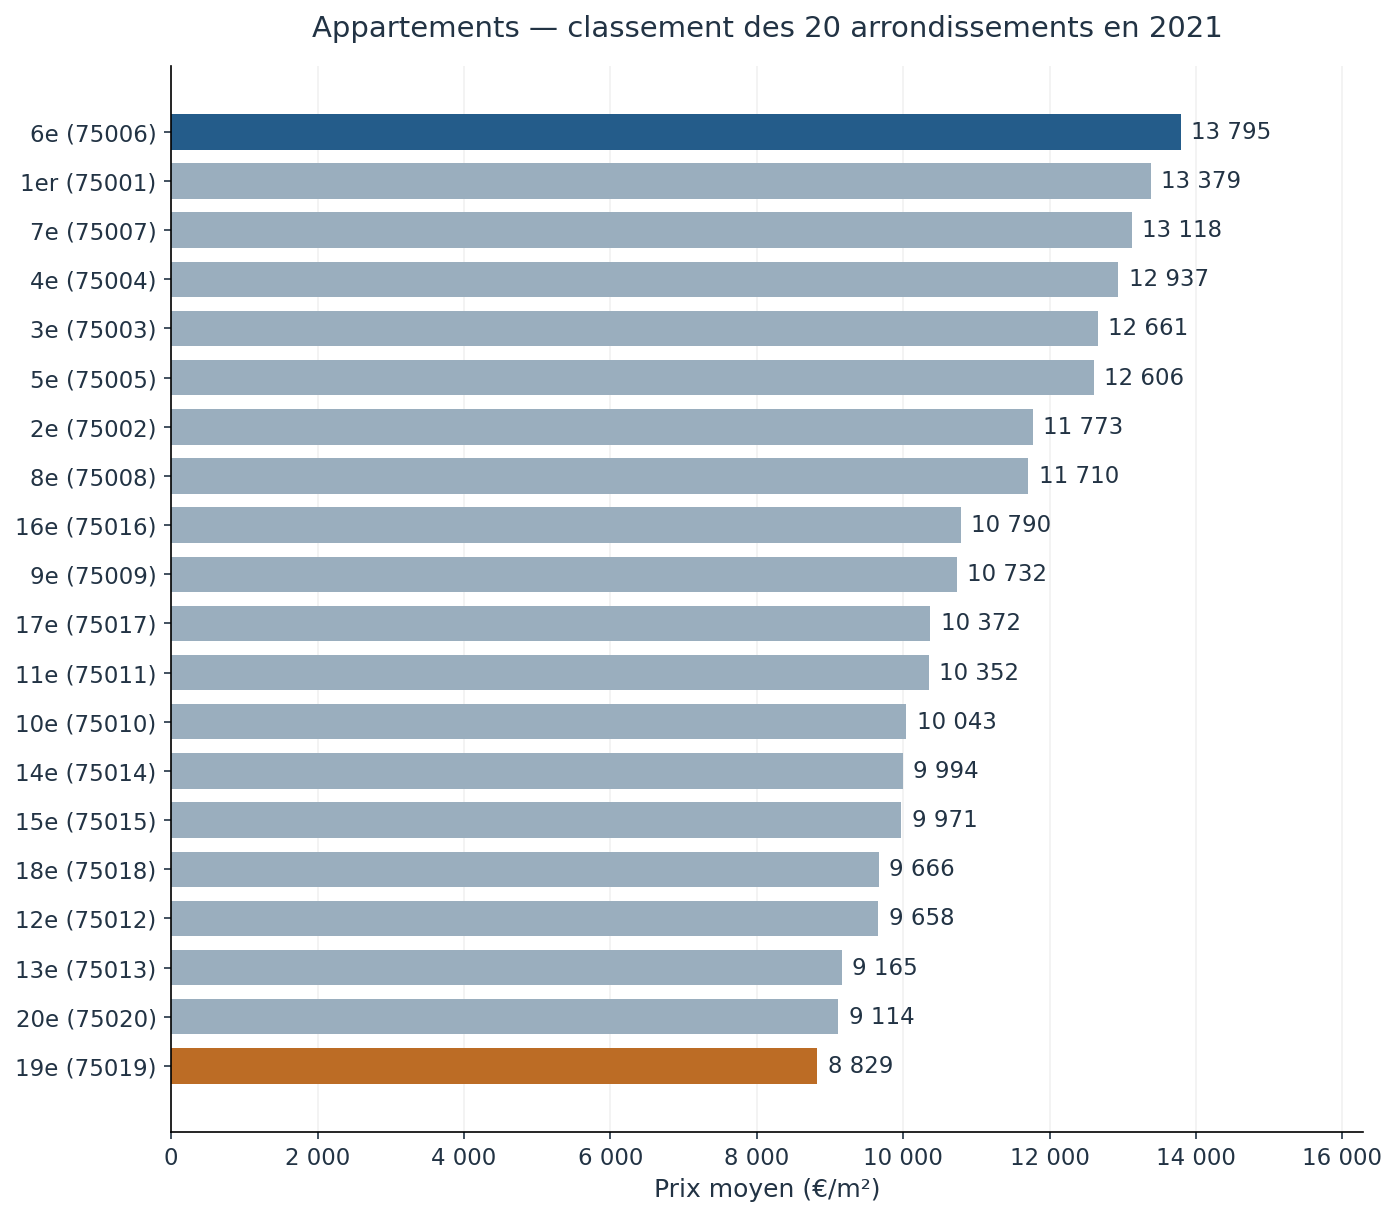 Appartements — classement des 20 arrondissements en 2021
6e (75006) 13 795
1er (75001) 13 379
7e (75007) 13 118
4e (75004) 12 937
3e (75003) 12 661
5e (75005) 12 606
2e (75002) 11 773
8e (75008) 11 710
16e (75016) 10 790
9e (75009) 10 732
17e (75017) 10 372
11e (75011) 10 352
10e (75010) 10 043
14e (75014) 9 994
15e (75015) 9 971
18e (75018) 9 666
12e (75012) 9 658
13e (75013) 9 165
20e (75020) 9 114
19e (75019) 8 829
0 2 000 4 000 6 000 8 000 10 000 12 000 14 000 16 000
Prix moyen (€/m²)